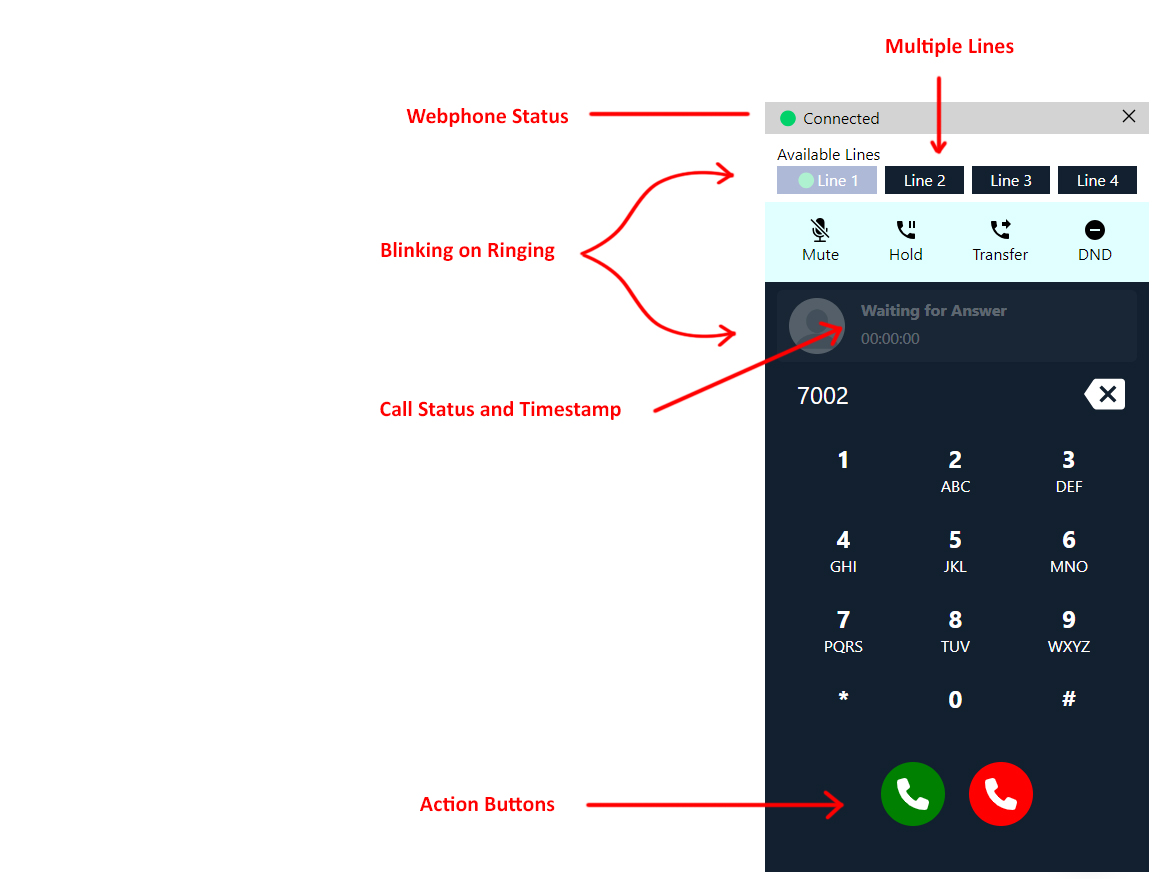 Multiple Lines
Webphone Status
Connected
Available Lines
Line 1 Line 2 Line 3 Line 4
Blinking on Ringing
Mute Hold Transfer DND
Waiting for Answer
00:00:00
Call Status and Timestamp
7002
1 2 3
ABC DEF
4 5 6
GHI JKL MNO
7 8 9
PQRS TUV WXYZ
* 0 #
Action Buttons